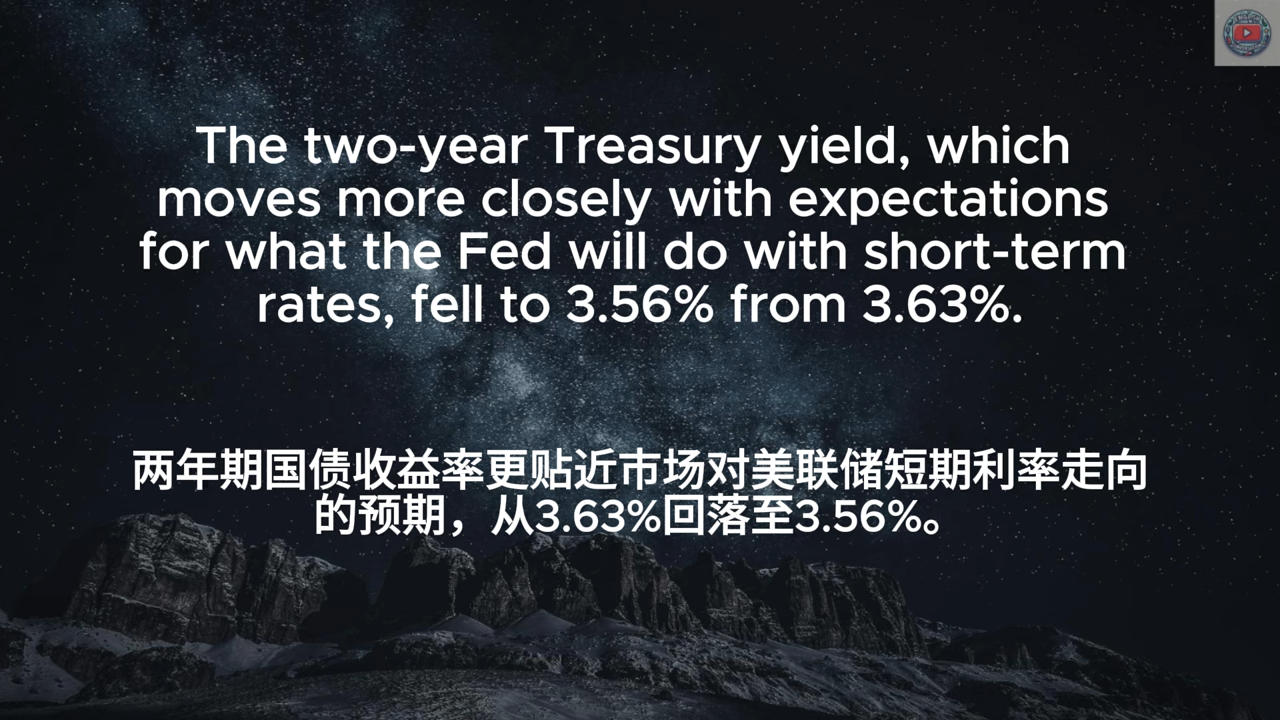 The two-year Treasury yield, which
moves more closely with expectations
for what the Fed will do with short-term
rates, fell to 3.56% from 3.63%.
两年期国债收益率更贴近市场对美联储短期利率走向
的预期，从3.63%回落至3.56%。